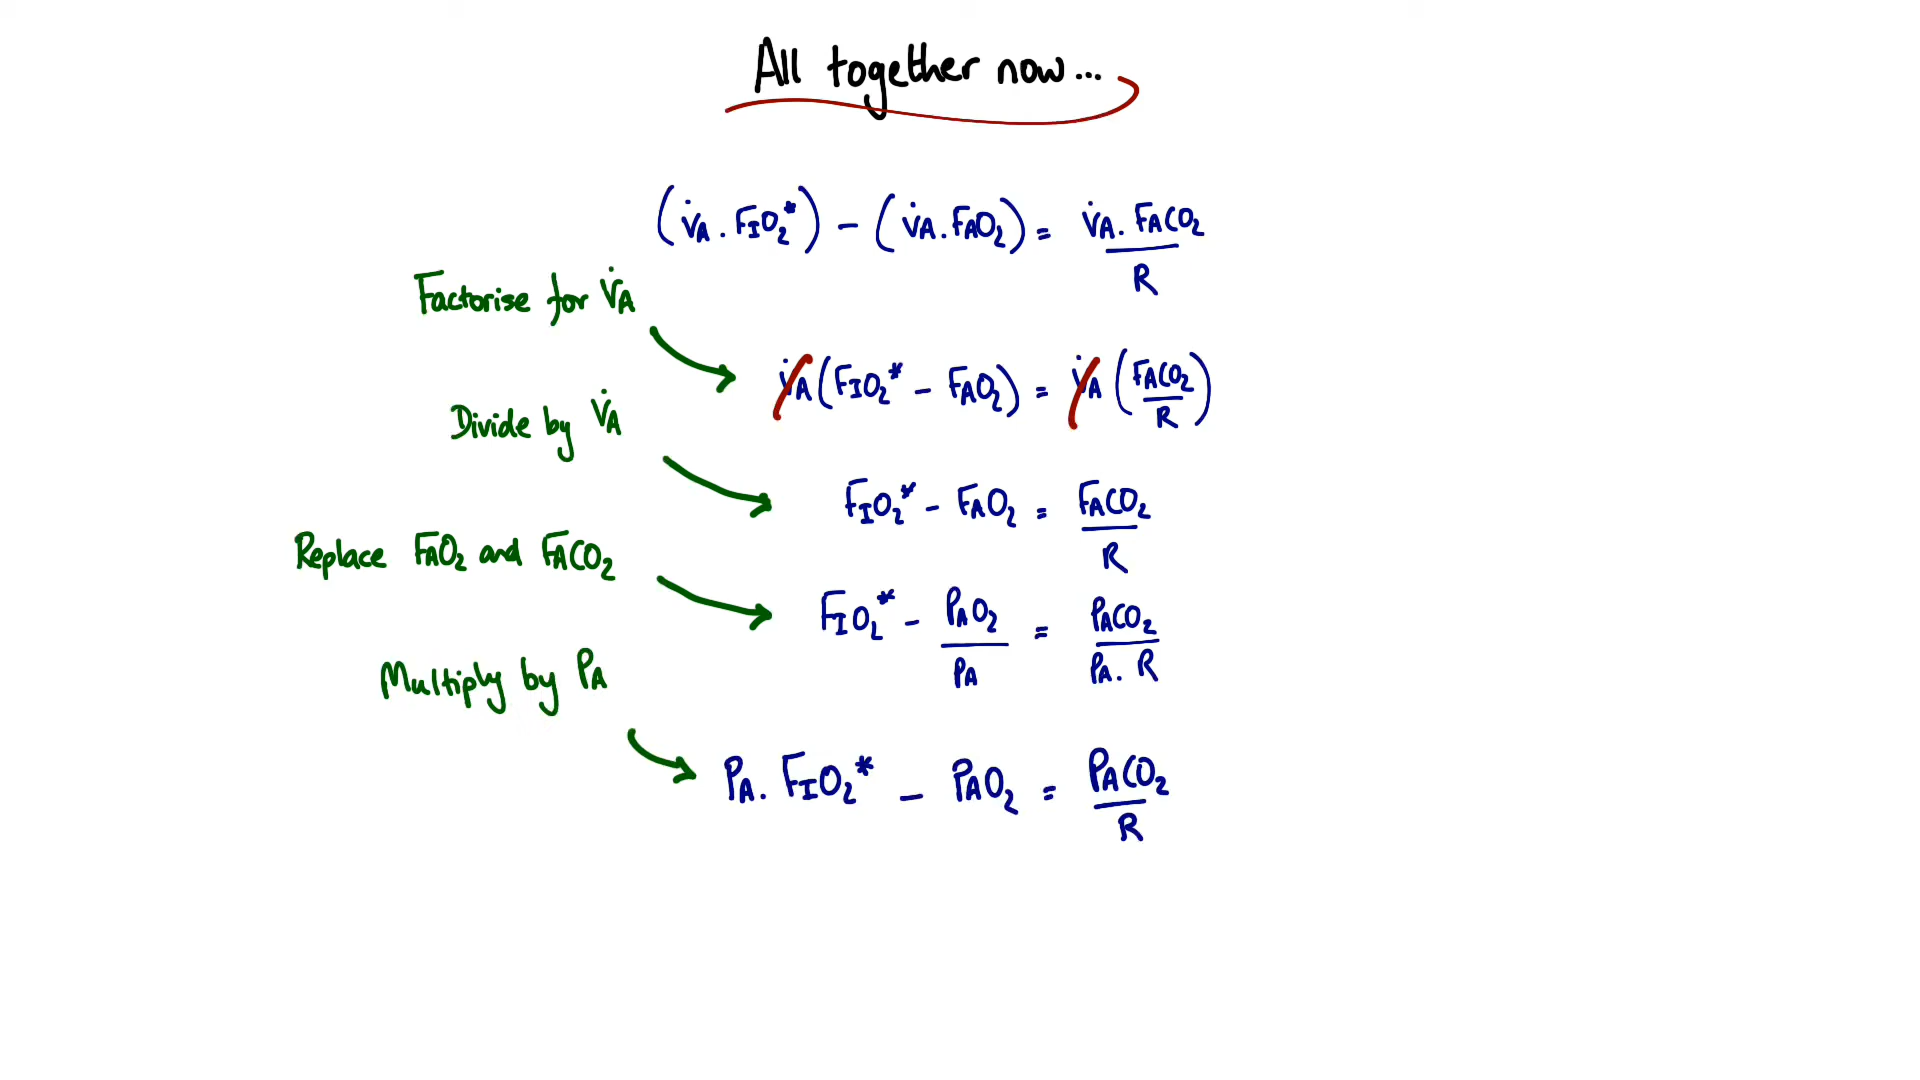 All together now...
(V̇A . FIO2*) - (V̇A . FAO2) = V̇A . FACO2 / R
Factorise for V̇A
V̇A (FIO2* - FAO2) = V̇A (FACO2 / R)
Divide by V̇A
FIO2* - FAO2 = FACO2 / R
Replace FAO2 and FACO2
FIO2* - PAO2 / PA = PACO2 / PA . R
Multiply by PA
PA . FIO2* - PAO2 = PACO2 / R